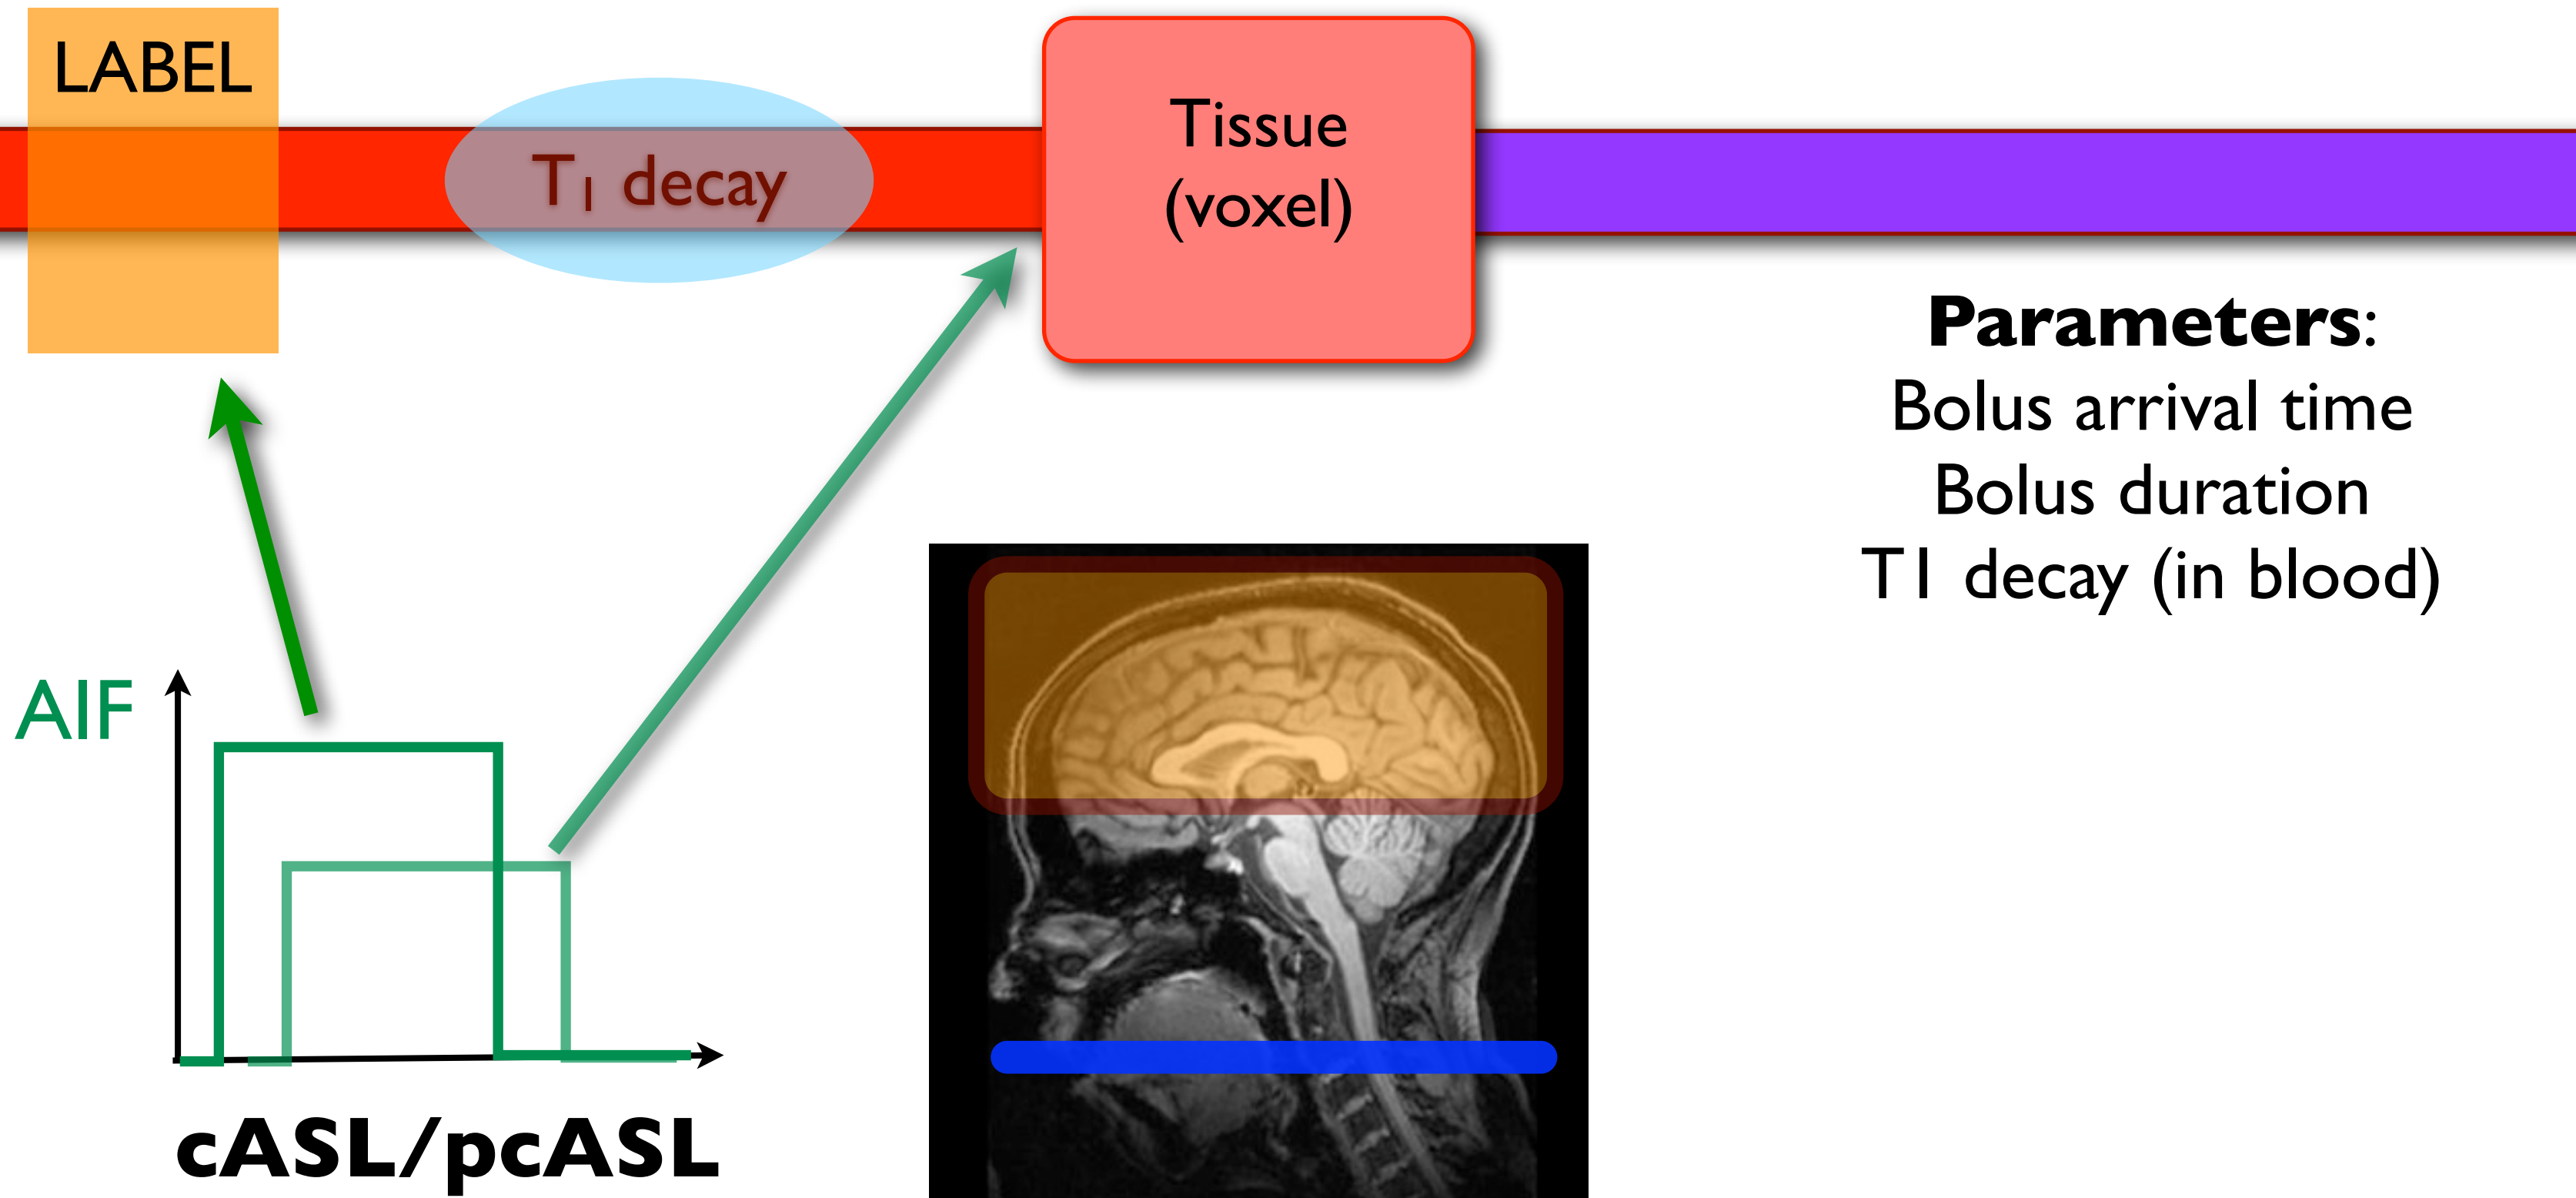 LABEL
T1 decay
Tissue
(voxel)
Parameters:
Bolus arrival time
Bolus duration
T1 decay (in blood)
AIF
cASL/pcASL